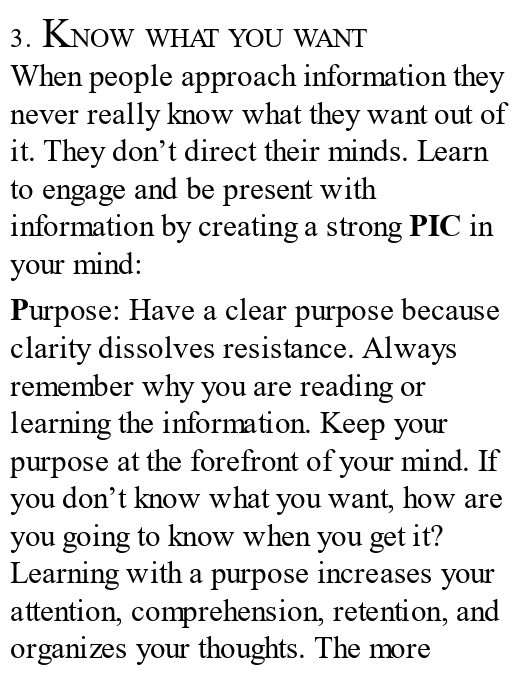 3. KNOW WHAT YOU WANT
When people approach information they
never really know what they want out of
it. They don’t direct their minds. Learn
to engage and be present with
information by creating a strong PIC in
your mind:
Purpose: Have a clear purpose because
clarity dissolves resistance. Always
remember why you are reading or
learning the information. Keep your
purpose at the forefront of your mind. If
you don’t know what you want, how are
you going to know when you get it?
Learning with a purpose increases your
attention, comprehension, retention, and
organizes your thoughts. The more